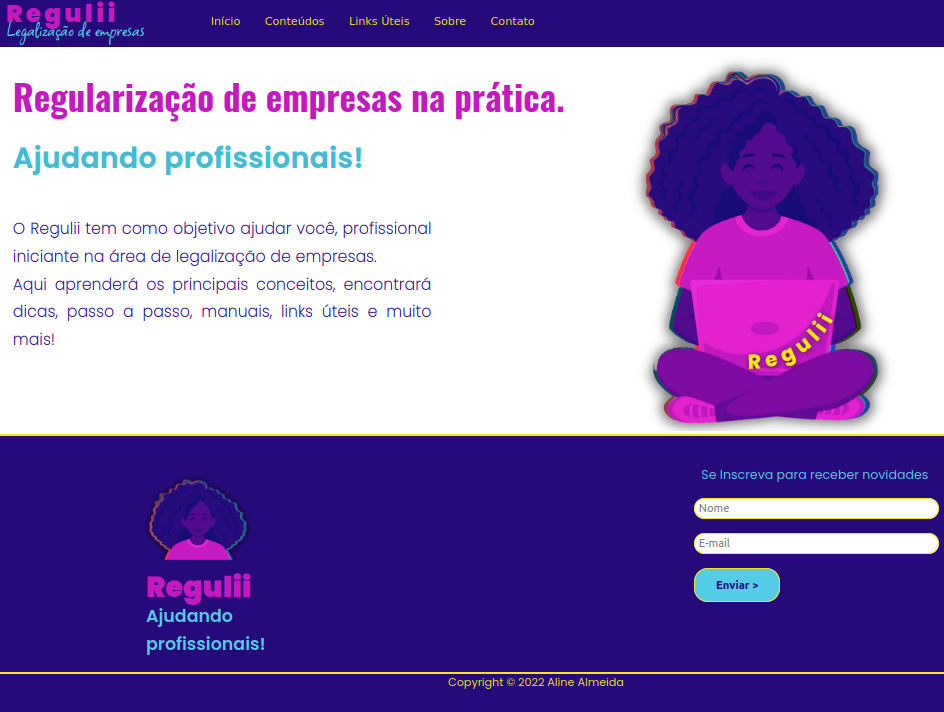 Regulii
Legalização de empresas
Início Conteúdos Links Úteis Sobre Contato
Regularização de empresas na prática.
Ajudando profissionais!
O Regulii tem como objetivo ajudar você, profissional
iniciante na área de legalização de empresas.
Aqui aprenderá os principais conceitos, encontrará
dicas, passo a passo, manuais, links úteis e muito
mais!
Regulii
Regulii
Ajudando
profissionais!
Se Inscreva para receber novidades
Nome
E-mail
Enviar >
Copyright © 2022 Aline Almeida